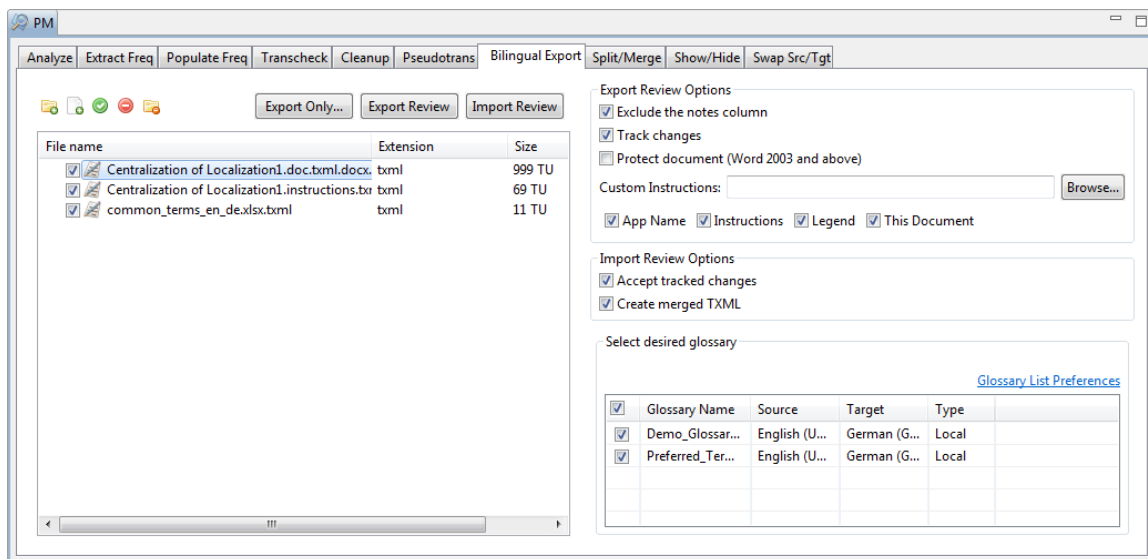 PM
Analyze Extract Freq Populate Freq Transcheck Cleanup Pseudotrans Bilingual Export Split/Merge Show/Hide Swap Src/Tgt
Export Only... Export Review Import Review
File name Extension Size
Centralization of Localization1.doc.txml.docx. txml 999 TU
Centralization of Localization1.instructions.txr txml 69 TU
common_terms_en_de.xlsx.txml txml 11 TU
Export Review Options
Exclude the notes column
Track changes
Protect document (Word 2003 and above)
Custom Instructions: Browse...
App Name Instructions Legend This Document
Import Review Options
Accept tracked changes
Create merged TXML
Select desired glossary
Glossary List Preferences
Glossary Name Source Target Type
Demo_Glossar... English (U... German (G... Local
Preferred_Ter... English (U... German (G... Local